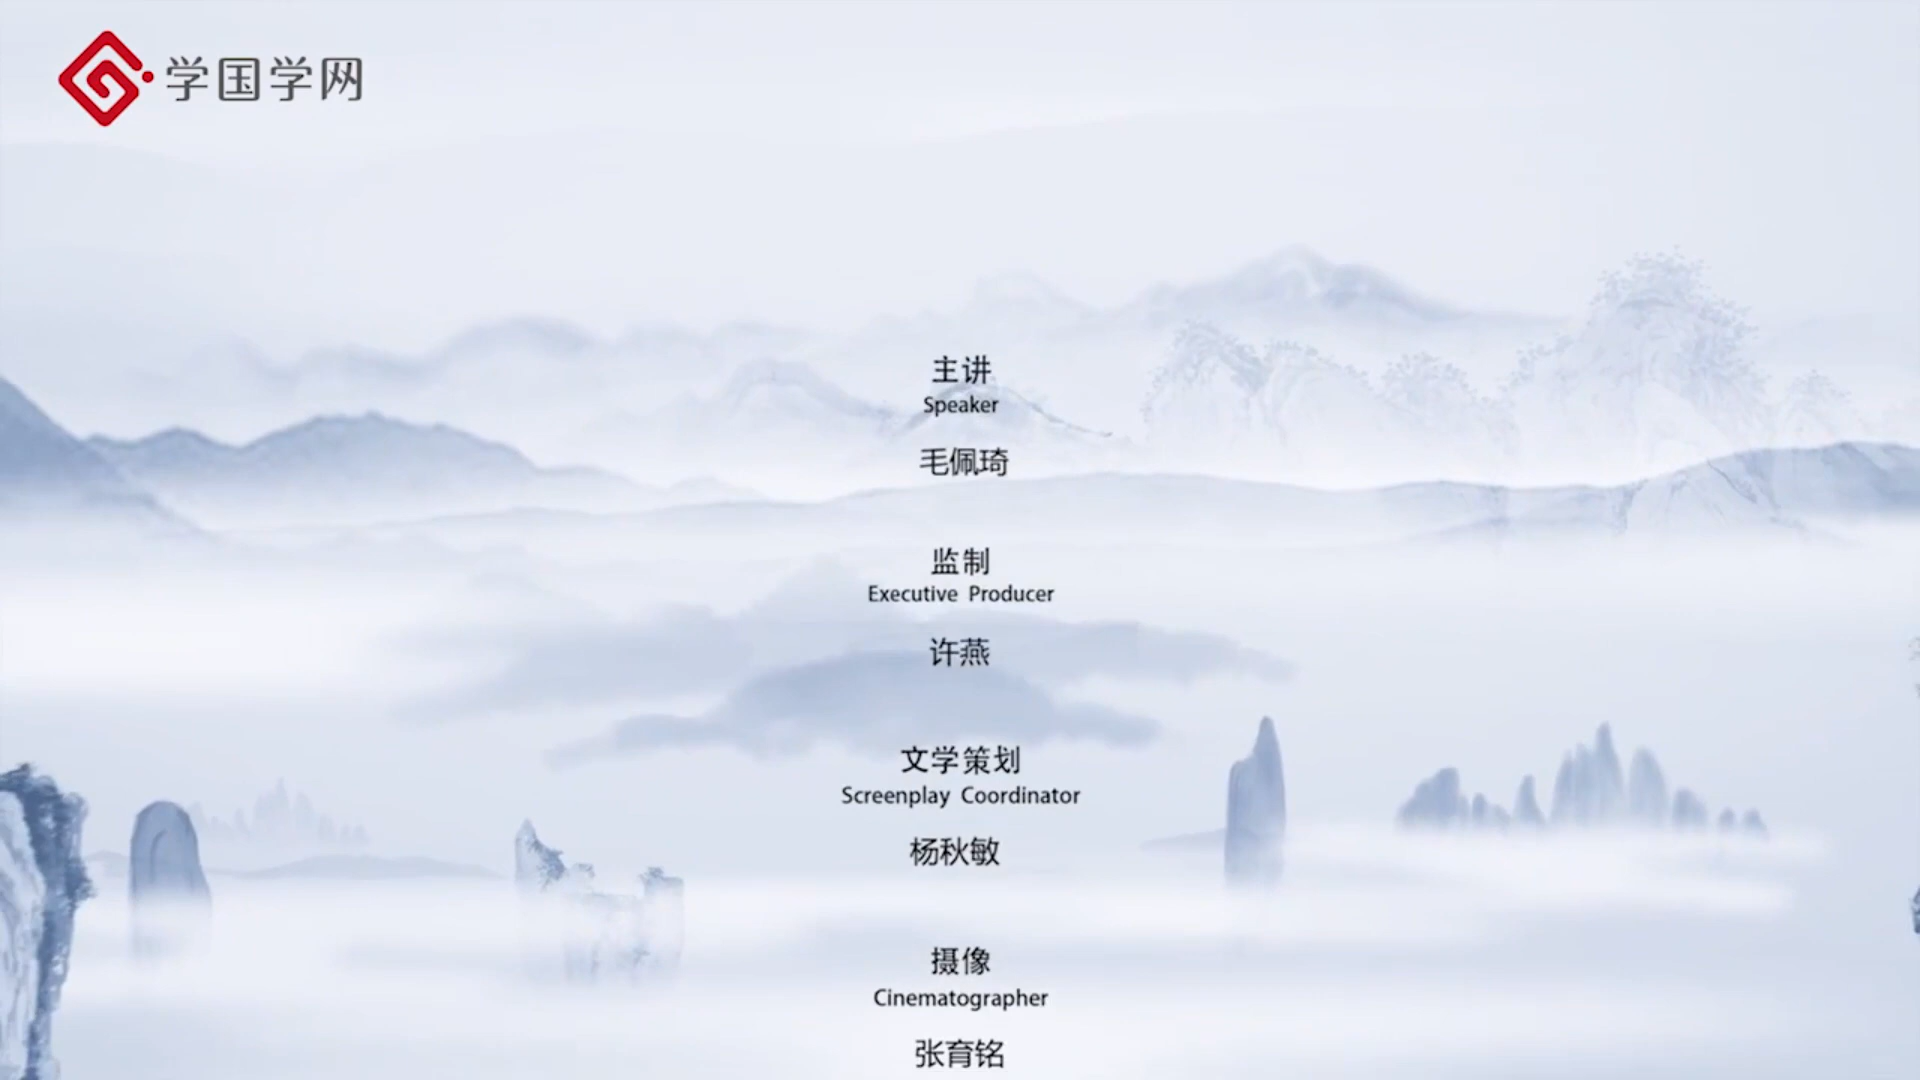 学国学网
主讲
Speaker
毛佩琦
监制
Executive Producer
许燕
文学策划
Screenplay Coordinator
杨秋敏
摄像
Cinematographer
张育铭